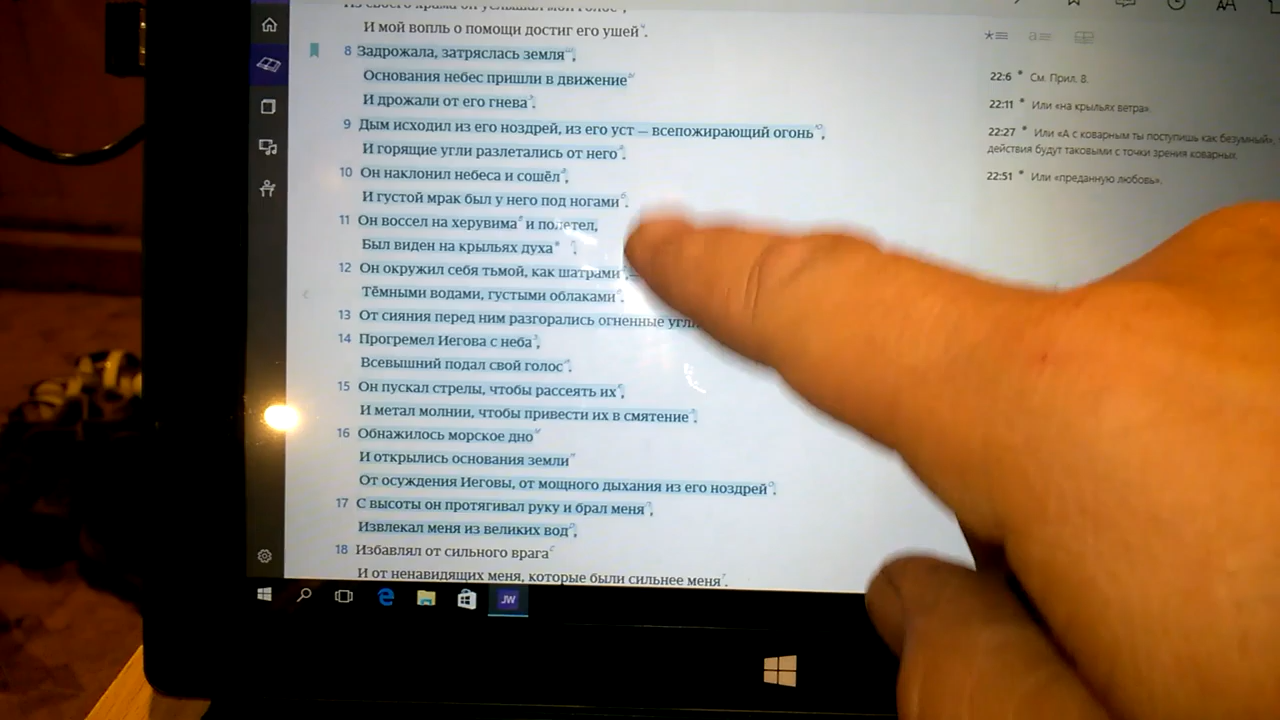 И мой вопль о помощи достиг его ушей.
8 Задрожала, затряслась земля,
Основания небес пришли в движение
И дрожали от его гнева.
9 Дым исходил из его ноздрей, из его уст — всепожирающий огонь,
И горящие угли разлетались от него.
10 Он наклонил небеса и сошёл,
И густой мрак был у него под ногами.
11 Он воссел на херувима и полетел,
Был виден на крыльях духа*.
12 Он окружил себя тьмой, как шатрами, —
Тёмными водами, густыми облаками.
13 От сияния перед ним разгорались огненные угли
14 Прогремел Иегова с неба,
Всевышний подал свой голос.
15 Он пускал стрелы, чтобы рассеять их,
И метал молнии, чтобы привести их в смятение.
16 Обнажилось морское дно
И открылись основания земли
От осуждения Иеговы, от мощного дыхания из его ноздрей.
17 С высоты он протягивал руку и брал меня,
Извлекал меня из великих вод,
18 Избавлял от сильного врага
И от ненавидящих меня, которые были сильнее меня.
22:6 * См. Прил. 8.
22:11 * Или «на крыльях ветра».
22:27 * Или «А с коварным ты поступишь как безумный»;
действия будут таковыми с точки зрения коварных.
22:51 * Или «преданную любовь».
AA
JW